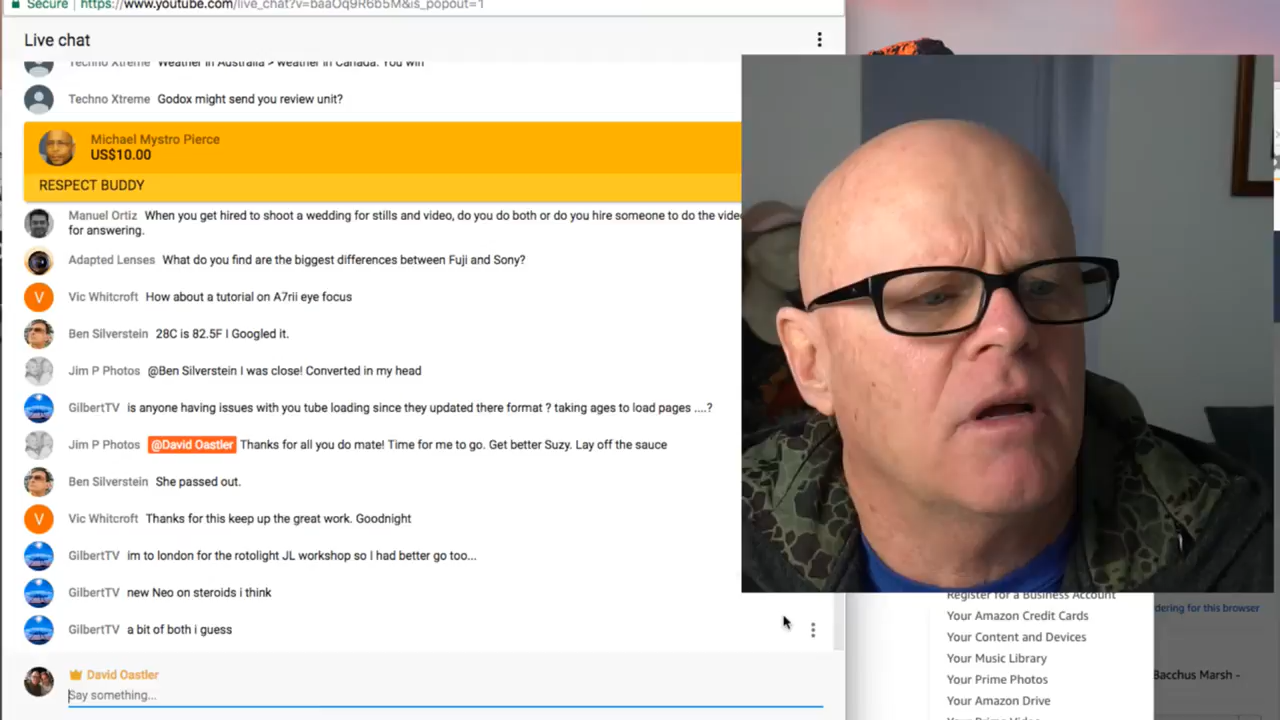 Secure https://www.youtube.com/live_chat?v=baaOq9R6b5M&is_popout=1
Live chat
Techno Xtreme Weather in Australia > weather in Canada. You win
Techno Xtreme Godox might send you review unit?
Michael Mystro Pierce
US$10.00
RESPECT BUDDY
Manuel Ortiz When you get hired to shoot a wedding for stills and video, do you do both or do you hire someone to do the video
for answering.
Adapted Lenses What do you find are the biggest differences between Fuji and Sony?
V Vic Whitcroft How about a tutorial on A7rii eye focus
Ben Silverstein 28C is 82.5F I Googled it.
Jim P Photos @Ben Silverstein I was close! Converted in my head
GilbertTV is anyone having issues with you tube loading since they updated there format ? taking ages to load pages ....?
Jim P Photos @David Oastler Thanks for all you do mate! Time for me to go. Get better Suzy. Lay off the sauce
Ben Silverstein She passed out.
V Vic Whitcroft Thanks for this keep up the great work. Goodnight
GilbertTV im to london for the rotolight JL workshop so I had better go too...
GilbertTV new Neo on steroids i think
GilbertTV a bit of both i guess
David Oastler
Say something...
Register for a Business Account
Your Amazon Credit Cards
Your Content and Devices
Your Music Library
Your Prime Photos
Your Amazon Drive
Your Prime Video
dering for this browser
Bacchus Marsh -